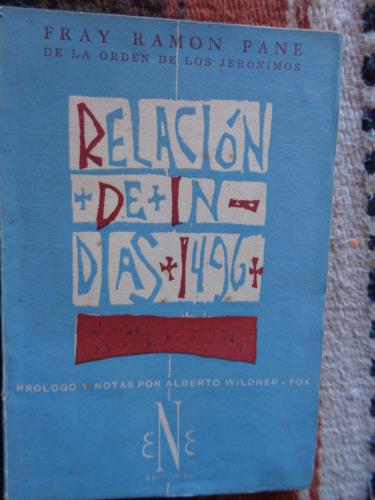 FRAY RAMON PANE
DE LA ORDEN DE LOS JERÓNIMOS
RELACIÓN
+DE+IN-
DIAS+1496+
PROLOGO Y NOTAS POR ALBERTO WILDNER - FOX
ENE
EDITORIAL